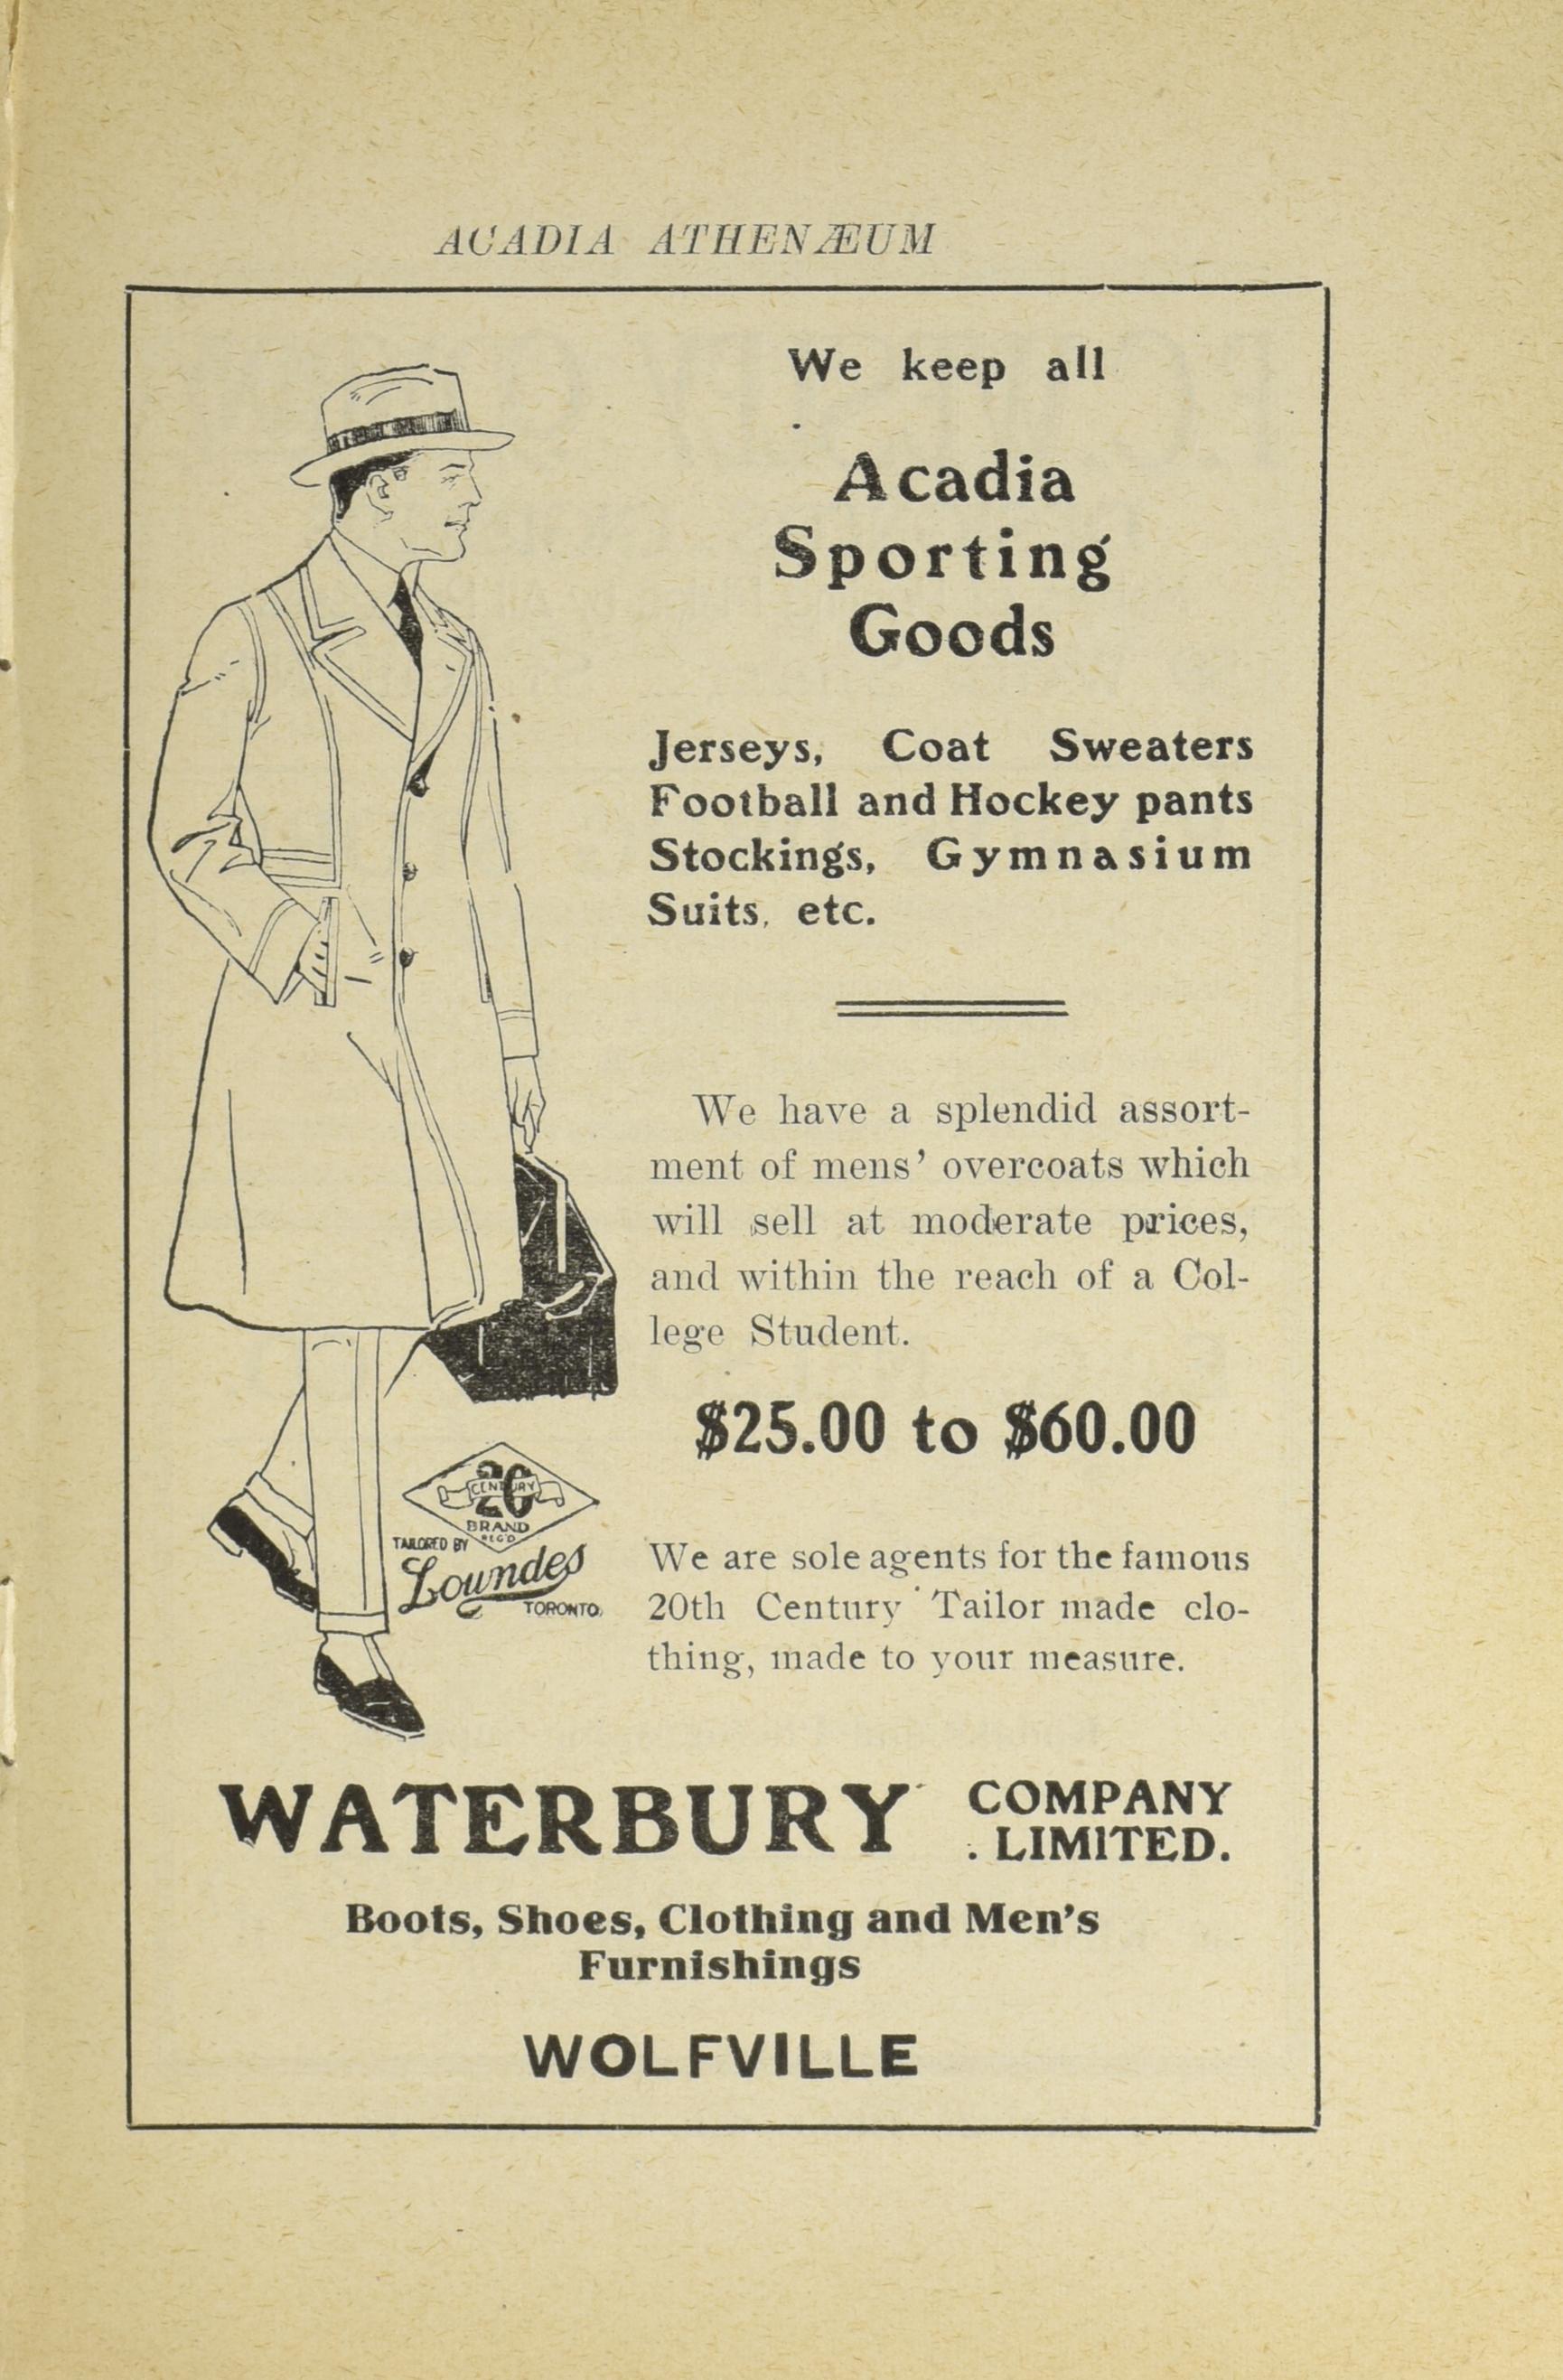 ACADIA ATHENÆUM
We keep all
Acadia
Sporting
Goods
Jerseys, Coat Sweaters
Football and Hockey pants
Stockings, Gymnasium
Suits, etc.
We have a splendid assort-
ment of mens' overcoats which
will sell at moderate prices,
and within the reach of a Col-
lege Student.
$25.00 to $60.00
20
CENTURY
BRAND
REG'D
TAILORED BY
Lowndes
TORONTO
We are sole agents for the famous
20th Century Tailor made clo-
thing, made to your measure.
WATERBURY COMPANY
LIMITED.
Boots, Shoes, Clothing and Men's
Furnishings
WOLFVILLE